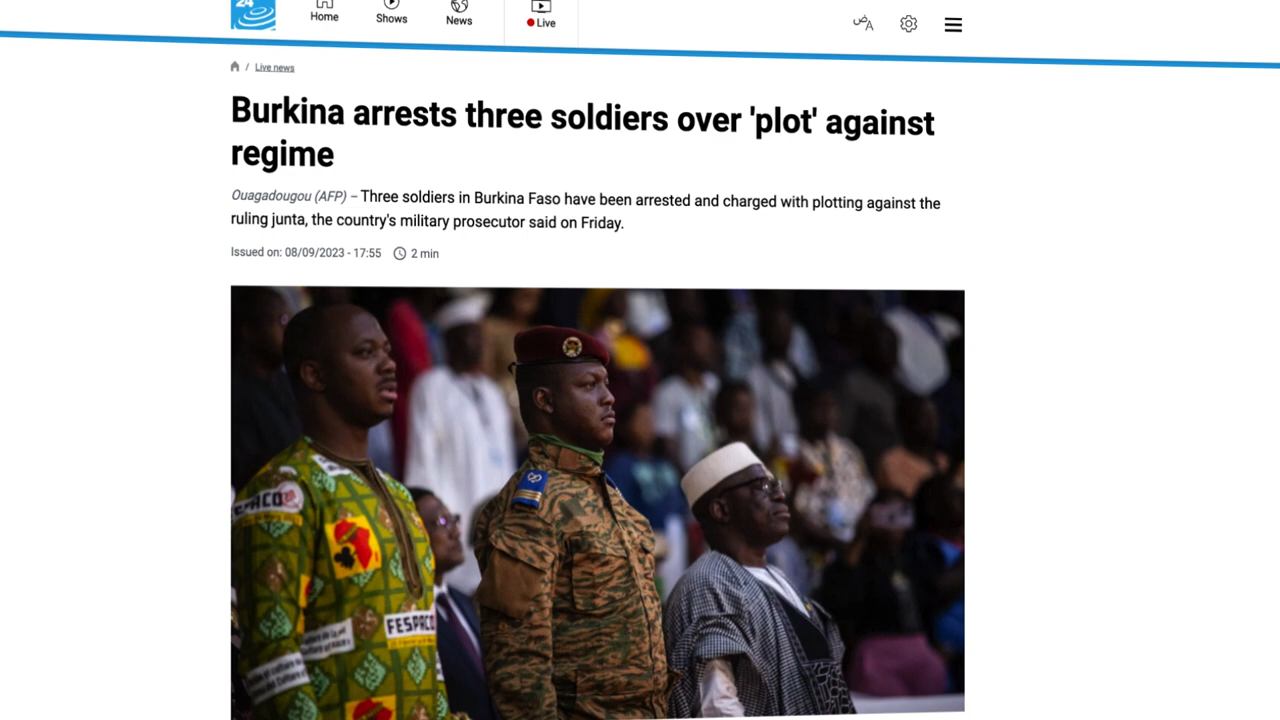 24
Home
Shows
News
Live
/ Live news
Burkina arrests three soldiers over 'plot' against
regime
Ouagadougou (AFP) – Three soldiers in Burkina Faso have been arrested and charged with plotting against the
ruling junta, the country's military prosecutor said on Friday.
Issued on: 08/09/2023 - 17:55 2 min
FESPACO